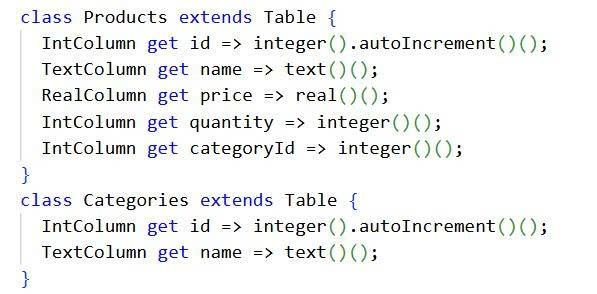 class Products extends Table {
IntColumn get id => integer().autoIncrement()();
TextColumn get name => text()();
RealColumn get price => real()();
IntColumn get quantity => integer()();
IntColumn get categoryId => integer()();
}
class Categories extends Table {
IntColumn get id => integer().autoIncrement()();
TextColumn get name => text()();
}